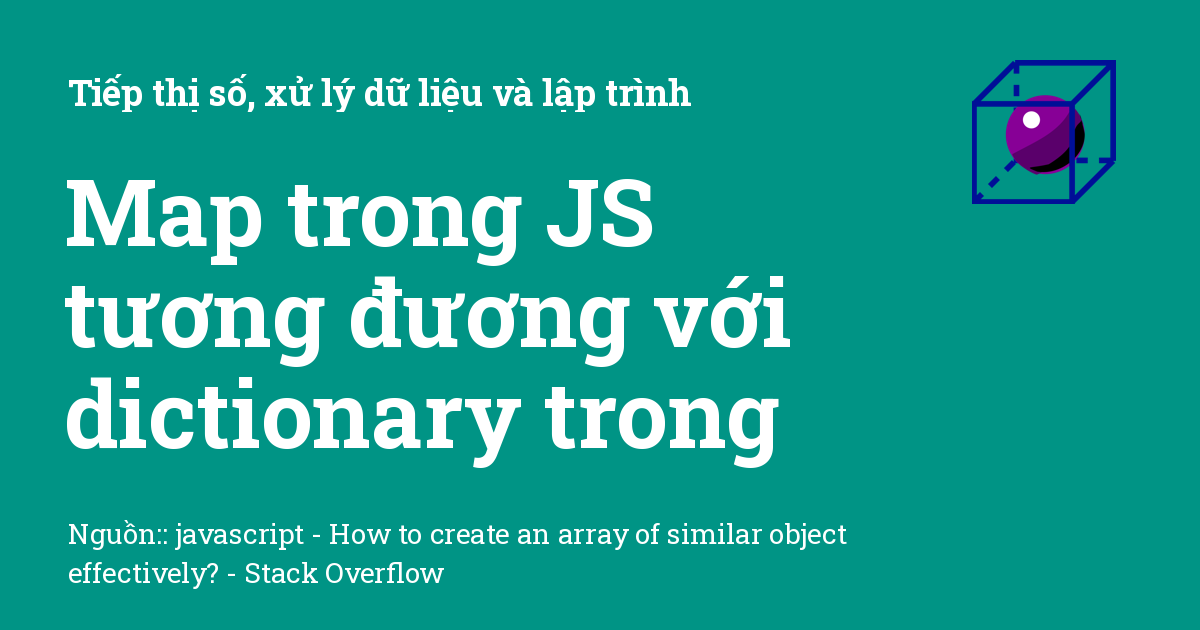 Tiếp thị số, xử lý dữ liệu và lập trình
Map trong JS
tương đương với
dictionary trong
Nguồn:: javascript - How to create an array of similar object
effectively? - Stack Overflow